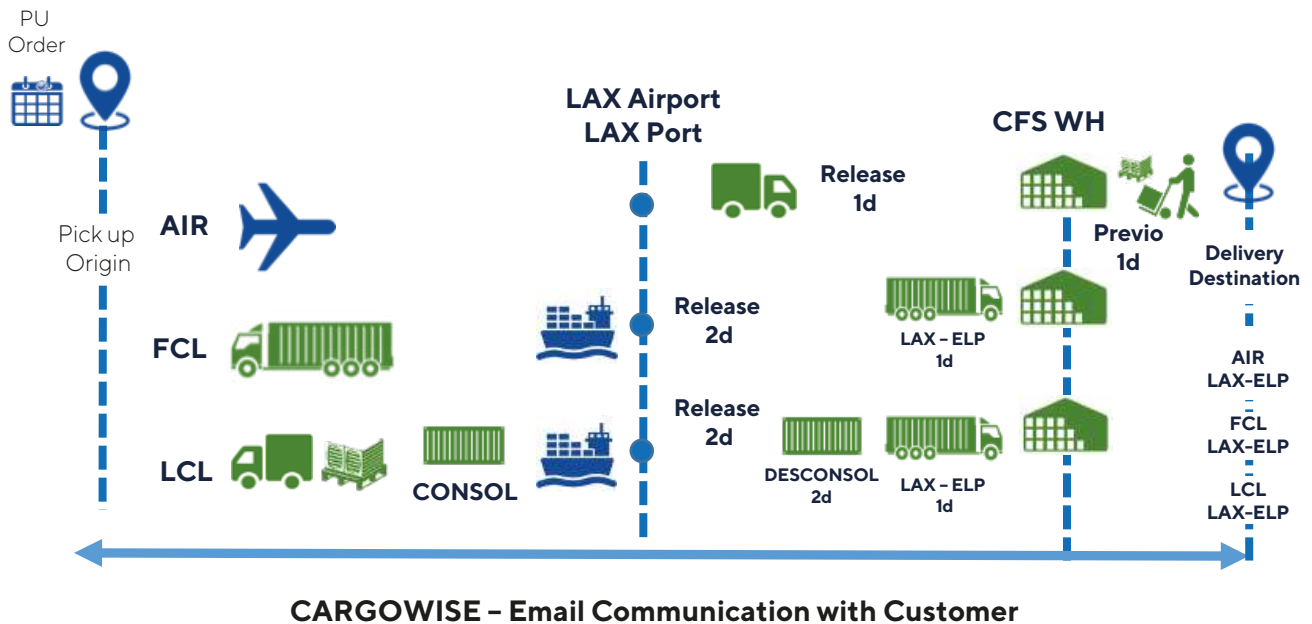 PU
Order
Pick up
Origin
LAX Airport
LAX Port
CFS WH
AIR
Release
1d
Previo
1d
Delivery
Destination
FCL
Release
2d
LAX – ELP
1d
AIR
LAX-ELP
LCL
CONSOL
Release
2d
DESCONSOL
2d
LAX – ELP
1d
FCL
LAX-ELP
LCL
LAX-ELP
CARGOWISE – Email Communication with Customer